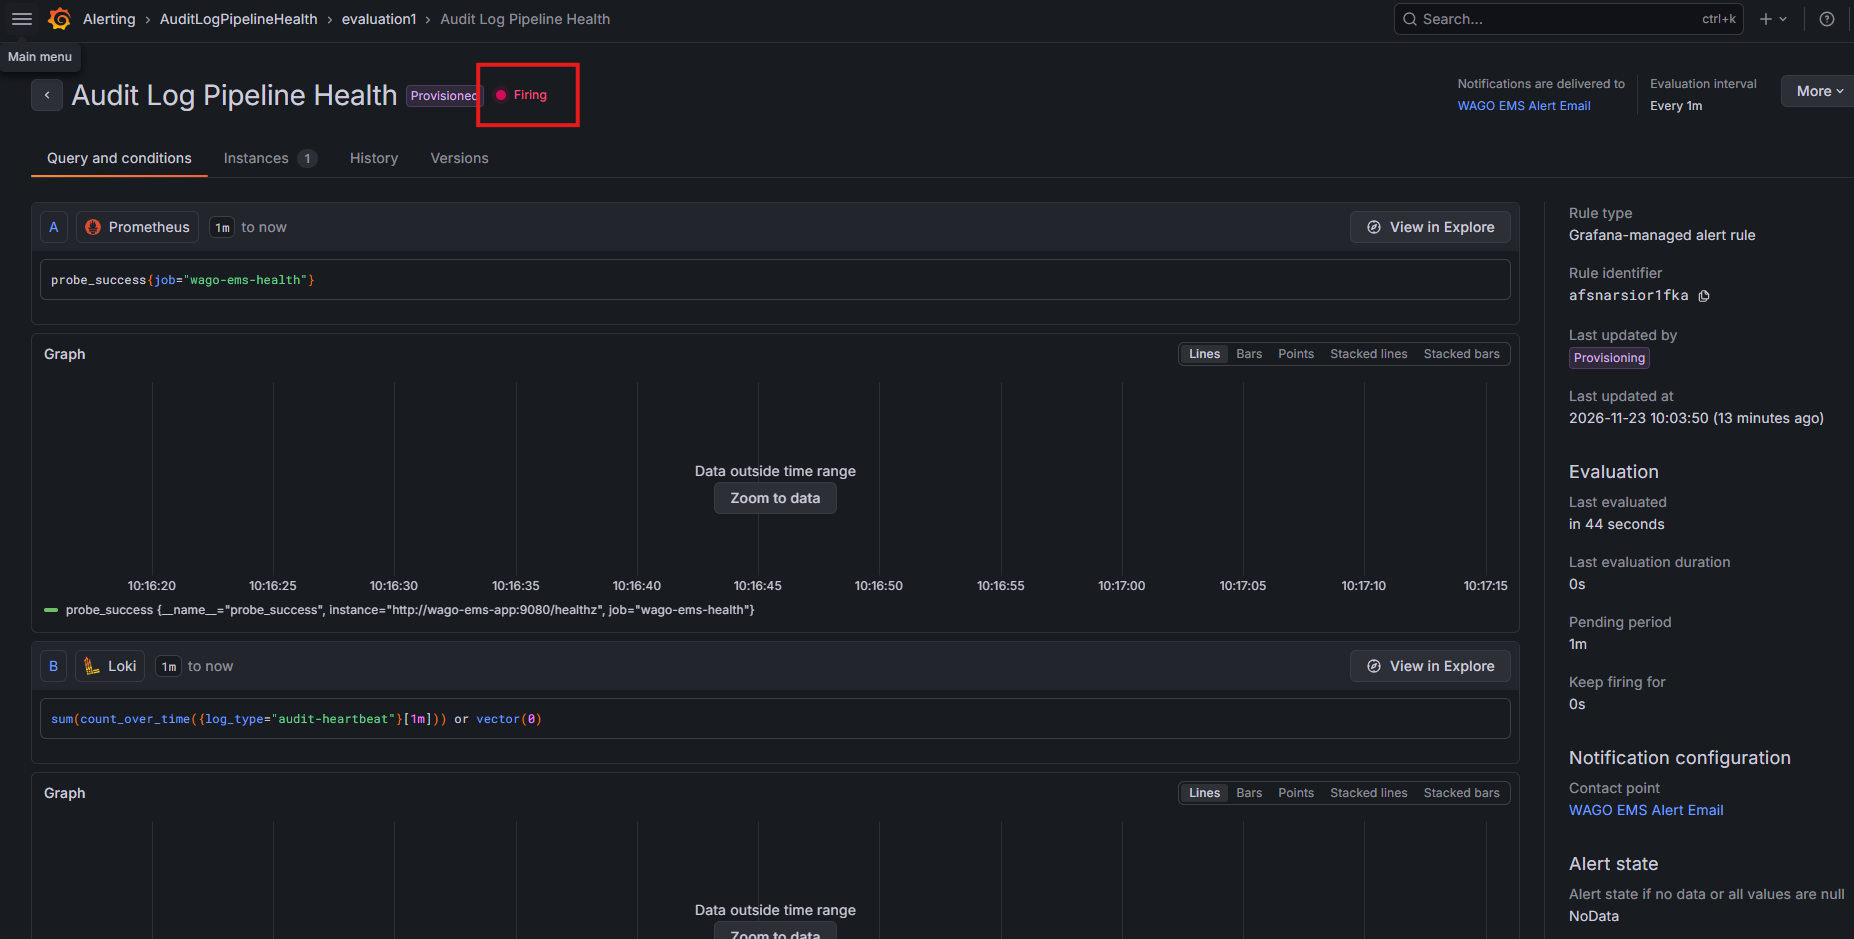 Alerting › AuditLogPipelineHealth › evaluation1 › Audit Log Pipeline Health
Search...
ctrl+k
Main menu
Audit Log Pipeline Health
Provisioned
Firing
Notifications are delivered to
WAGO EMS Alert Email
Evaluation interval
Every 1m
More
Query and conditions
Instances 1
History
Versions
A
Prometheus
1m to now
View in Explore
probe_success{job="wago-ems-health"}
Graph
Lines Bars Points Stacked lines Stacked bars
Data outside time range
Zoom to data
10:16:20 10:16:25 10:16:30 10:16:35 10:16:40 10:16:45 10:16:50 10:16:55 10:17:00 10:17:05 10:17:10 10:17:15
probe_success {__name__="probe_success", instance="http://wago-ems-app:9080/healthz", job="wago-ems-health"}
B
Loki
1m to now
View in Explore
sum(count_over_time({log_type="audit-heartbeat"}[1m])) or vector(0)
Graph
Lines Bars Points Stacked lines Stacked bars
Data outside time range
Zoom to data
Rule type
Grafana-managed alert rule
Rule identifier
afsnarsior1fka
Last updated by
Provisioning
Last updated at
2026-11-23 10:03:50 (13 minutes ago)
Evaluation
Last evaluated
in 44 seconds
Last evaluation duration
0s
Pending period
1m
Keep firing for
0s
Notification configuration
Contact point
WAGO EMS Alert Email
Alert state
Alert state if no data or all values are null
NoData